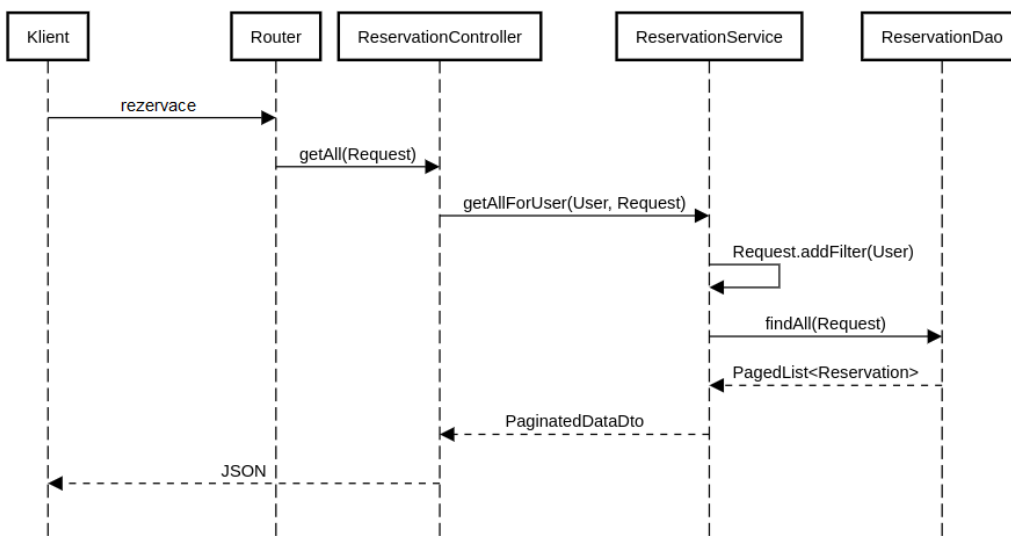 Klient
Router
ReservationController
ReservationService
ReservationDao
rezervace
getAll(Request)
getAllForUser(User, Request)
Request.addFilter(User)
findAll(Request)
PagedList<Reservation>
PaginatedDataDto
JSON